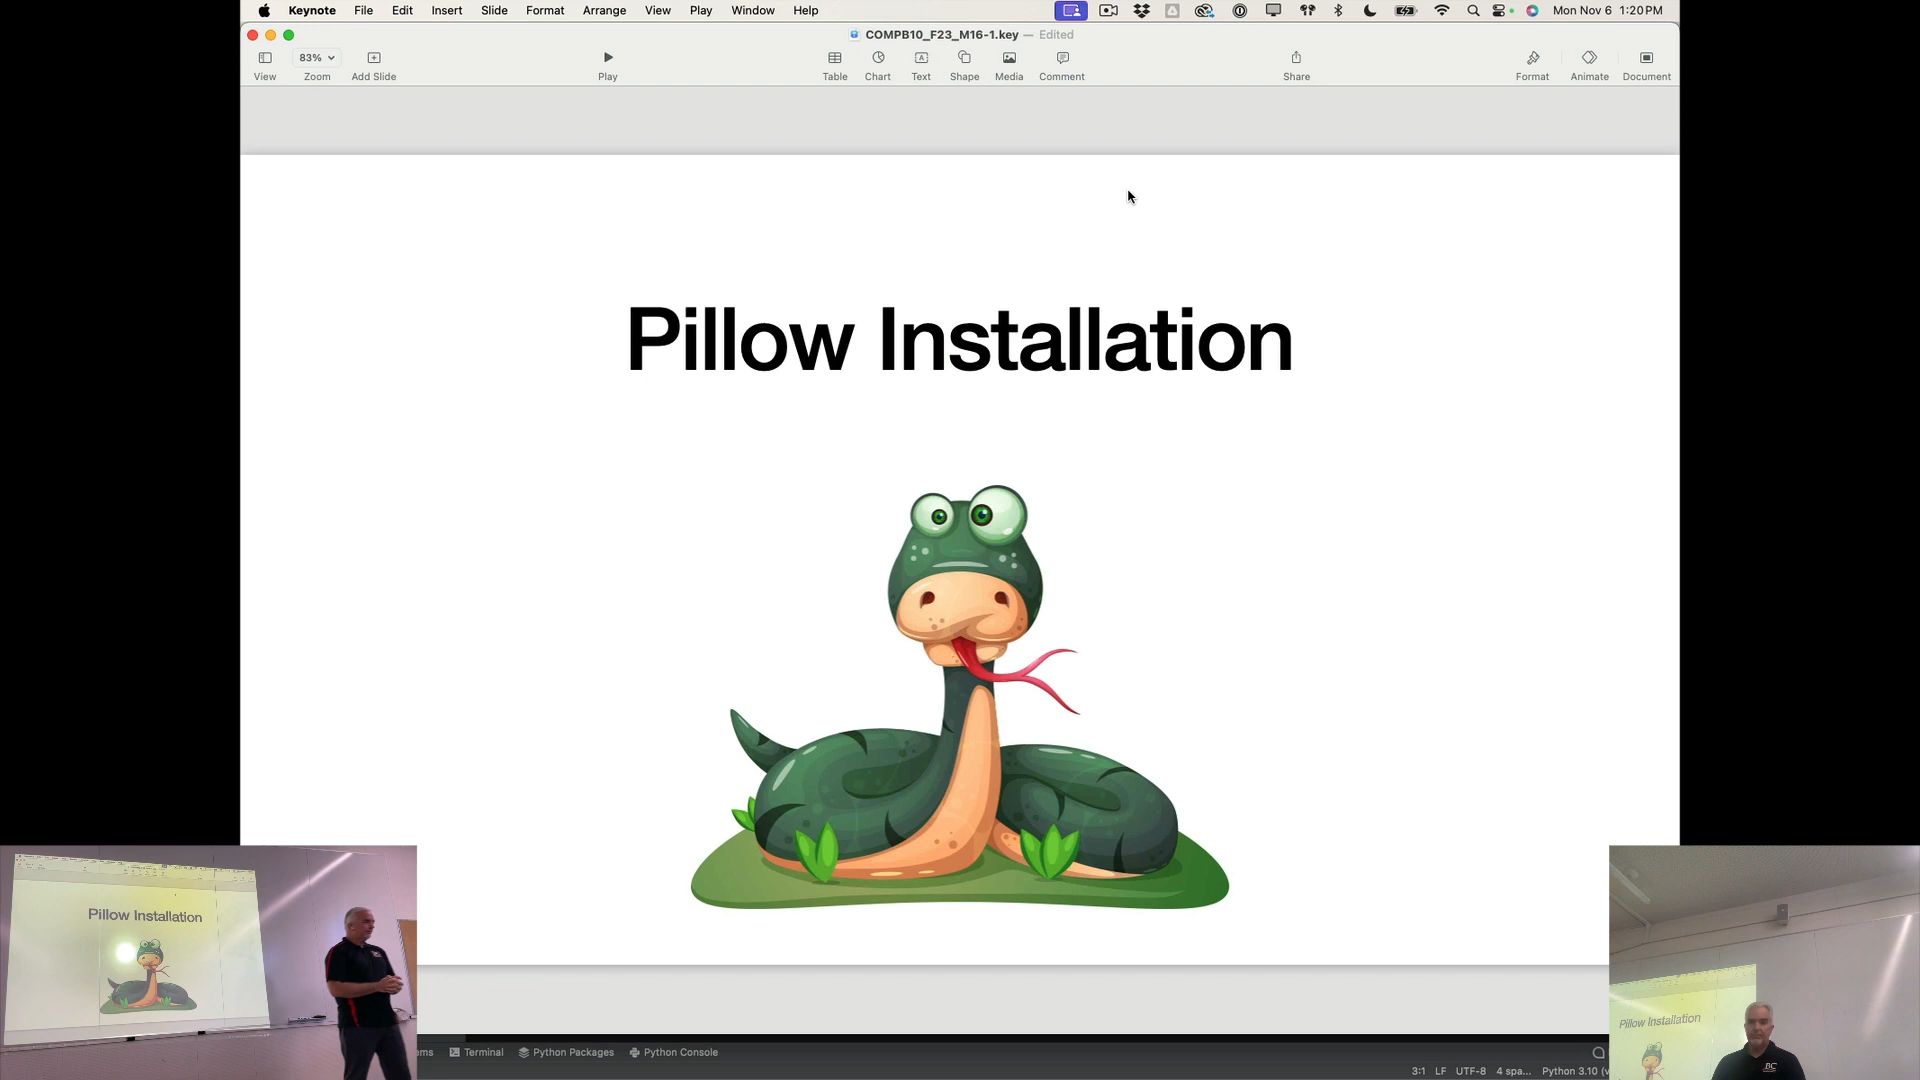 Keynote File Edit Insert Slide Format Arrange View Play Window Help Mon Nov 6 1:20 PM
COMPB10_F23_M16-1.key — Edited
83%
View Zoom Add Slide Play Table Chart Text Shape Media Comment Share Format Animate Document
Pillow Installation
Pillow Installation
Pillow Installation
BC
ems Terminal Python Packages Python Console
3:1 LF UTF-8 4 spa... Python 3.10 (v